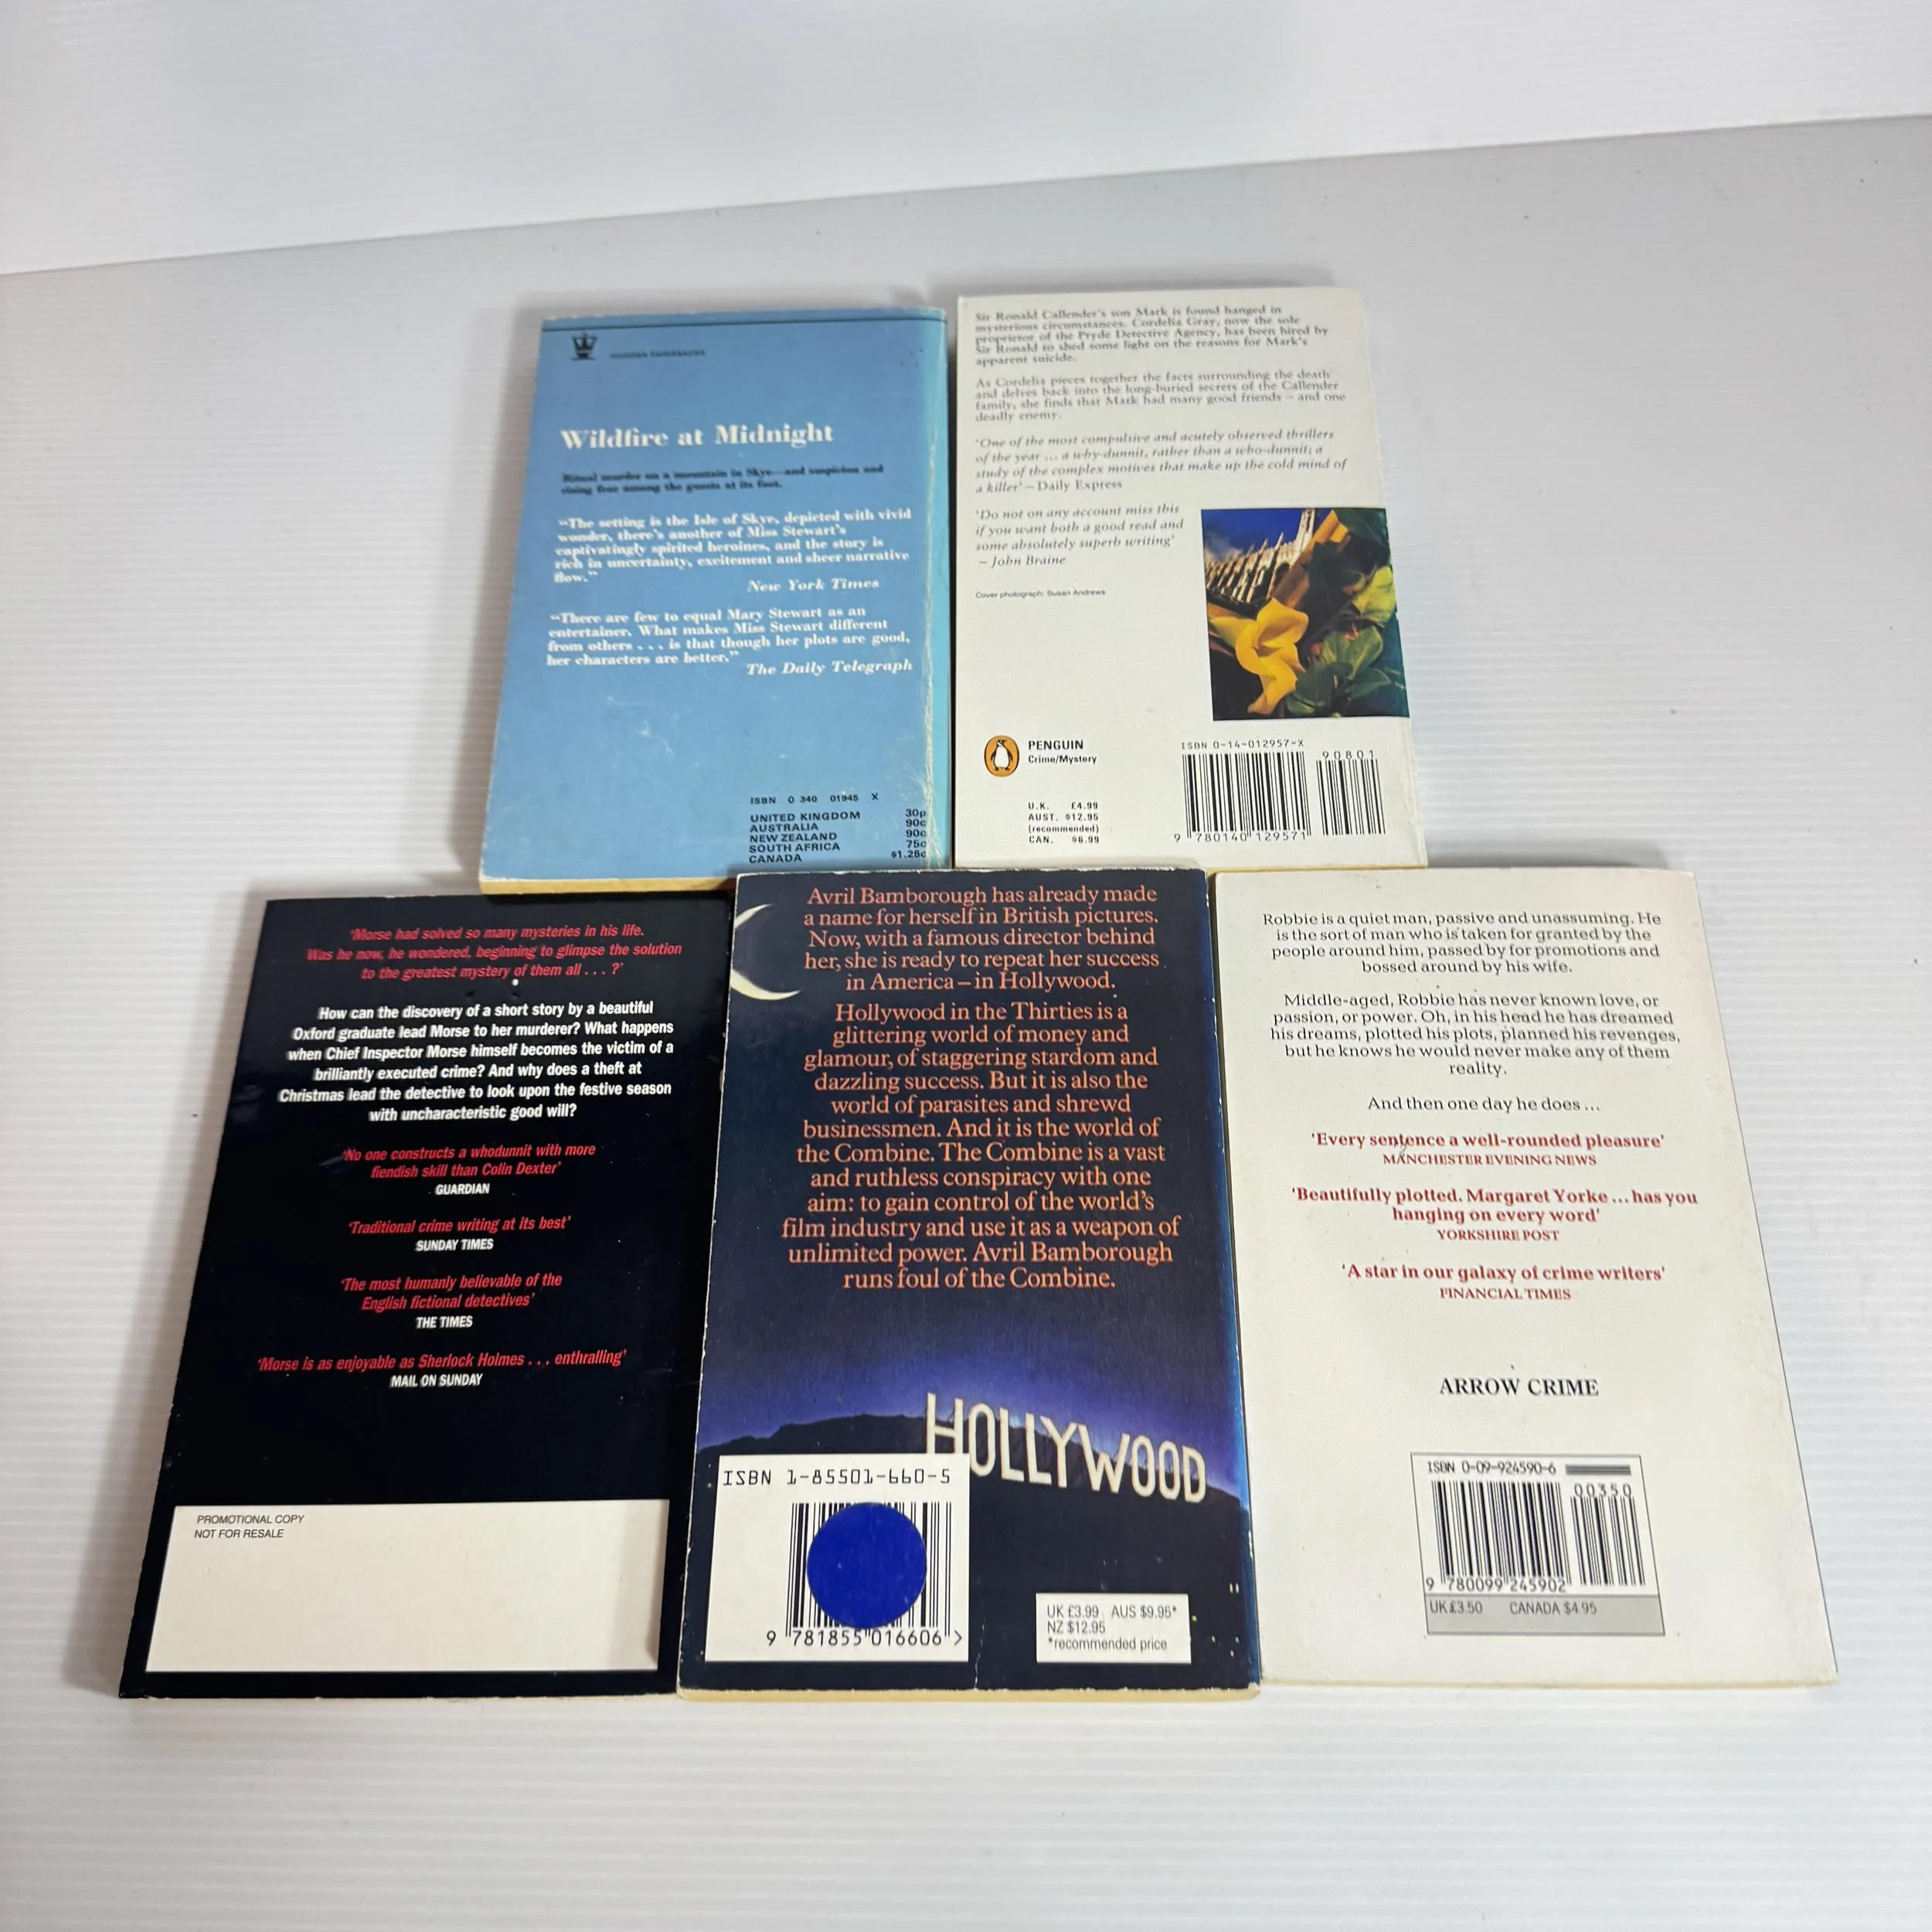 HODDER PAPERBACKS
Wildfire at Midnight
Ritual murder on a mountain in Skye—and suspicion and
rising fear among the guests at its foot.
"The setting is the Isle of Skye, depicted with vivid
wonder, there's another of Miss Stewart's
captivatingly spirited heroines, and the story is
rich in uncertainty, excitement and sheer narrative
flow."
New York Times
"There are few to equal Mary Stewart as an
entertainer. What makes Miss Stewart different
from others . . . is that though her plots are good,
her characters are better."
The Daily Telegraph
ISBN 0 340 01945 X
UNITED KINGDOM 30p
AUSTRALIA 90c
NEW ZEALAND 90c
SOUTH AFRICA 75c
CANADA $1.25c
Sir Ronald Callender's son Mark is found hanged in
mysterious circumstances. Cordelia Gray, now the sole
proprietor of the Pryde Detective Agency, has been hired by
Sir Ronald to shed some light on the reasons for Mark's
apparent suicide.
As Cordelia pieces together the facts surrounding the death
and delves back into the long-buried secrets of the Callender
family, she finds that Mark had many good friends – and one
deadly enemy.
'One of the most compulsive and acutely observed thrillers
of the year ... a why-dunnit, rather than a who-dunnit; a
study of the complex motives that make up the cold mind of
a killer' – Daily Express
'Do not on any account miss this
if you want both a good read and
some absolutely superb writing'
– John Braine
Cover photograph: Susan Andrews
PENGUIN
Crime/Mystery
U.K. £4.99
AUST. $12.95
(recommended)
CAN. $6.99
ISBN 0-14-012957-X
90801
9 780140 129571
'Morse had solved so many mysteries in his life.
Was he now, he wondered, beginning to glimpse the solution
to the greatest mystery of them all . . . ?'
How can the discovery of a short story by a beautiful
Oxford graduate lead Morse to her murderer? What happens
when Chief Inspector Morse himself becomes the victim of a
brilliantly executed crime? And why does a theft at
Christmas lead the detective to look upon the festive season
with uncharacteristic good will?
'No one constructs a whodunnit with more
fiendish skill than Colin Dexter'
GUARDIAN
'Traditional crime writing at its best'
SUNDAY TIMES
'The most humanly believable of the
English fictional detectives'
THE TIMES
'Morse is as enjoyable as Sherlock Holmes . . . enthralling'
MAIL ON SUNDAY
PROMOTIONAL COPY
NOT FOR RESALE
Avril Bamborough has already made
a name for herself in British pictures.
Now, with a famous director behind
her, she is ready to repeat her success
in America – in Hollywood.
Hollywood in the Thirties is a
glittering world of money and
glamour, of staggering stardom and
dazzling success. But it is also the
world of parasites and shrewd
businessmen. And it is the world of
the Combine. The Combine is a vast
and ruthless conspiracy with one
aim: to gain control of the world's
film industry and use it as a weapon of
unlimited power. Avril Bamborough
runs foul of the Combine.
HOLLYWOOD
ISBN 1-85501-660-5
9 781855 016606 >
UK £3.99 AUS $9.95*
NZ $12.95
*recommended price
Robbie is a quiet man, passive and unassuming. He
is the sort of man who is taken for granted by the
people around him, passed by for promotions and
bossed around by his wife.
Middle-aged, Robbie has never known love, or
passion, or power. Oh, in his head he has dreamed
his dreams, plotted his plots, planned his revenges,
but he knows he would never make any of them
reality.
And then one day he does ...
'Every sentence a well-rounded pleasure'
MANCHESTER EVENING NEWS
'Beautifully plotted. Margaret Yorke ... has you
hanging on every word'
YORKSHIRE POST
'A star in our galaxy of crime writers'
FINANCIAL TIMES
ARROW CRIME
ISBN 0-09-924590-6
00350
9 780099 245902
UK £3.50 CANADA $4.95